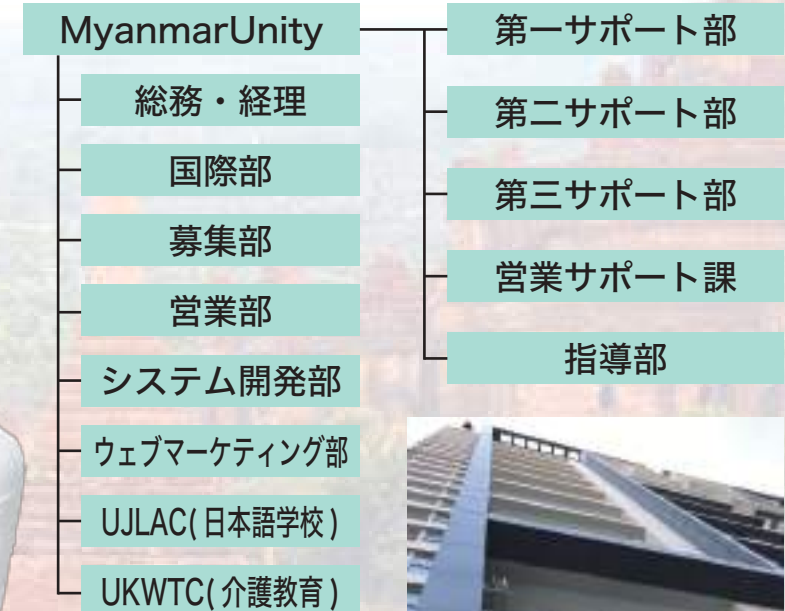 MyanmarUnity
総務・経理
国際部
募集部
営業部
システム開発部
ウェブマーケティング部
UJLAC(日本語学校)
UKWTC(介護教育)
第一サポート部
第二サポート部
第三サポート部
営業サポート課
指導部